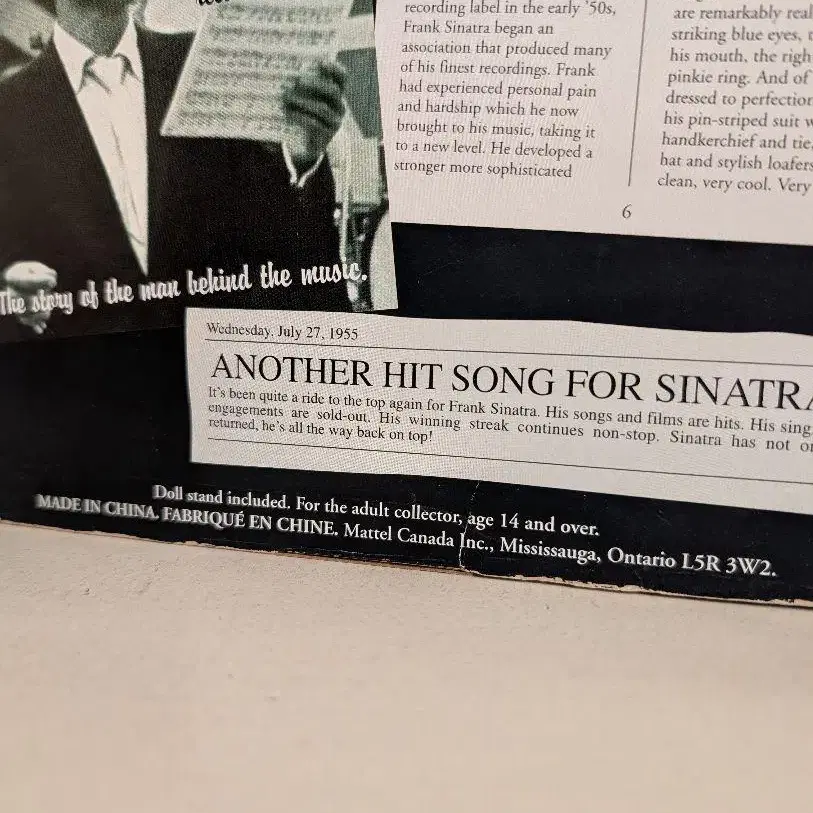 recording label in the early '50s,
Frank Sinatra began an
association that produced many
of his finest recordings. Frank
had experienced personal pain
and hardship which he now
brought to his music, taking it
to a new level. He developed a
stronger more sophisticated
are remarkably real
striking blue eyes,
his mouth, the righ
pinkie ring. And of
dressed to perfection
his pin-striped suit w
handkerchief and tie,
hat and stylish loafers
clean, very cool. Very
6
The story of the man behind the music.
Wednesday, July 27, 1955
ANOTHER HIT SONG FOR SINATRA
It's been quite a ride to the top again for Frank Sinatra. His songs and films are hits. His sing
engagements are sold-out. His winning streak continues non-stop. Sinatra has not o
returned, he's all the way back on top!
Doll stand included. For the adult collector, age 14 and over.
MADE IN CHINA. FABRIQUÉ EN CHINE. Mattel Canada Inc., Mississauga, Ontario L5R 3W2.